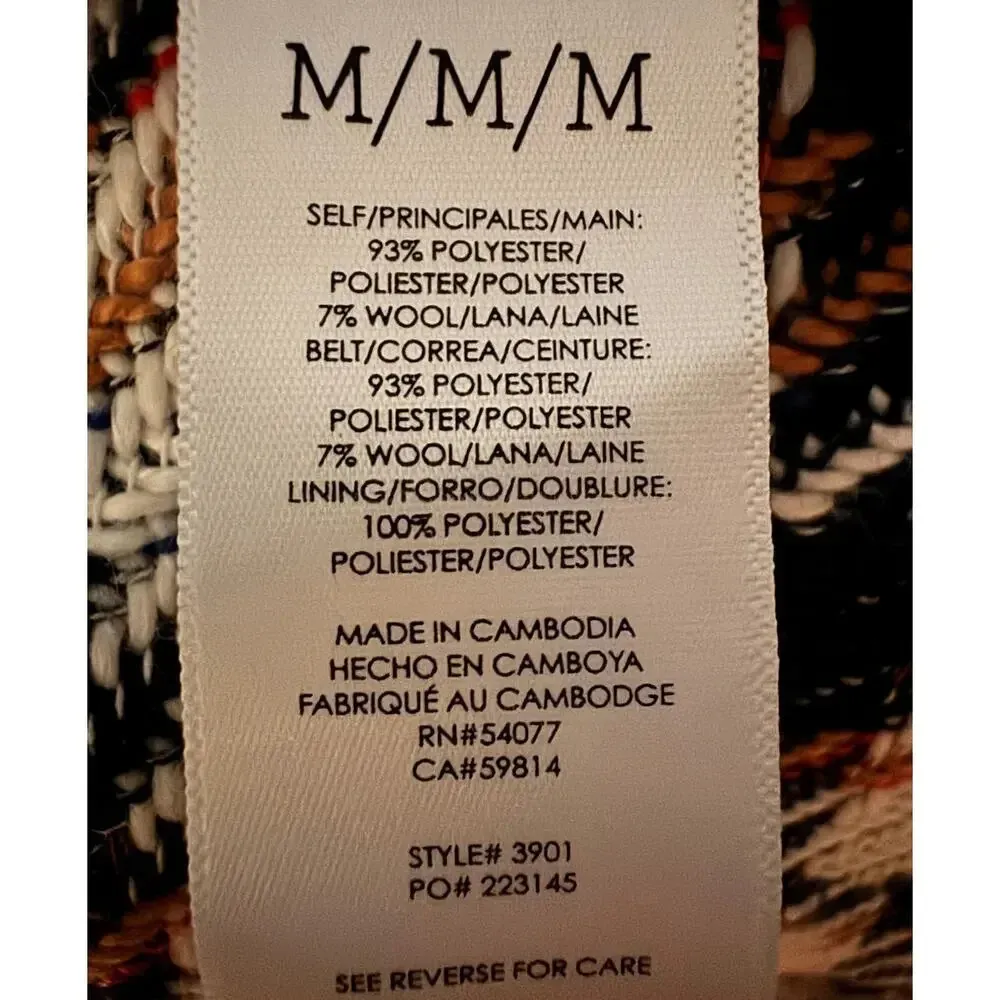 M/M/M
SELF/PRINCIPALES/MAIN:
93% POLYESTER/
POLIESTER/POLYESTER
7% WOOL/LANA/LAINE
BELT/CORREA/CEINTURE:
93% POLYESTER/
POLIESTER/POLYESTER
7% WOOL/LANA/LAINE
LINING/FORRO/DOUBLURE:
100% POLYESTER/
POLIESTER/POLYESTER
MADE IN CAMBODIA
HECHO EN CAMBOYA
FABRIQUÉ AU CAMBODGE
RN#54077
CA#59814
STYLE# 3901
PO# 223145
SEE REVERSE FOR CARE